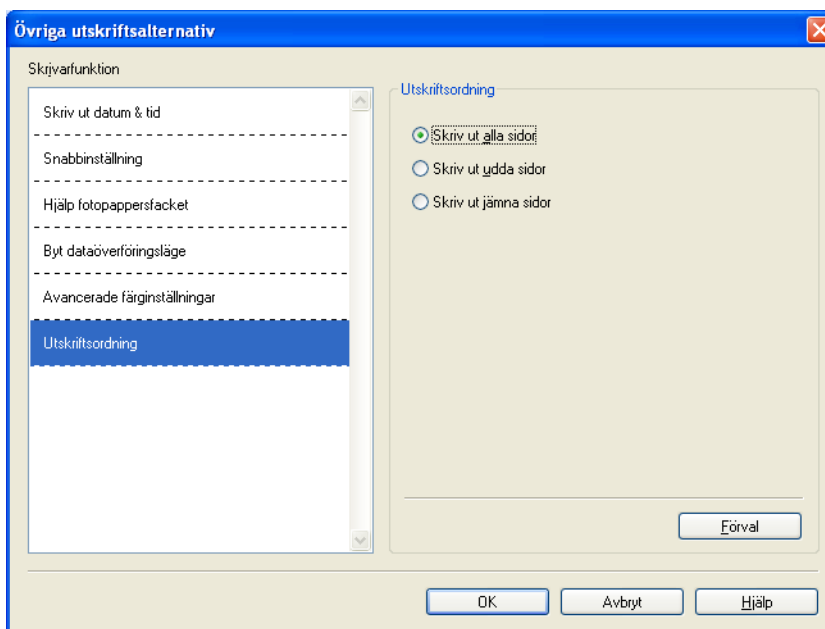 Övriga utskriftsalternativ
Skrivarfunktion
Skriv ut datum & tid
Snabbinställning
Hjälp fotopappersfacket
Byt dataöverföringsläge
Avancerade färginställningar
Utskriftsordning
Utskriftsordning
Skriv ut alla sidor
Skriv ut udda sidor
Skriv ut jämna sidor
Förval
OK
Avbryt
Hjälp